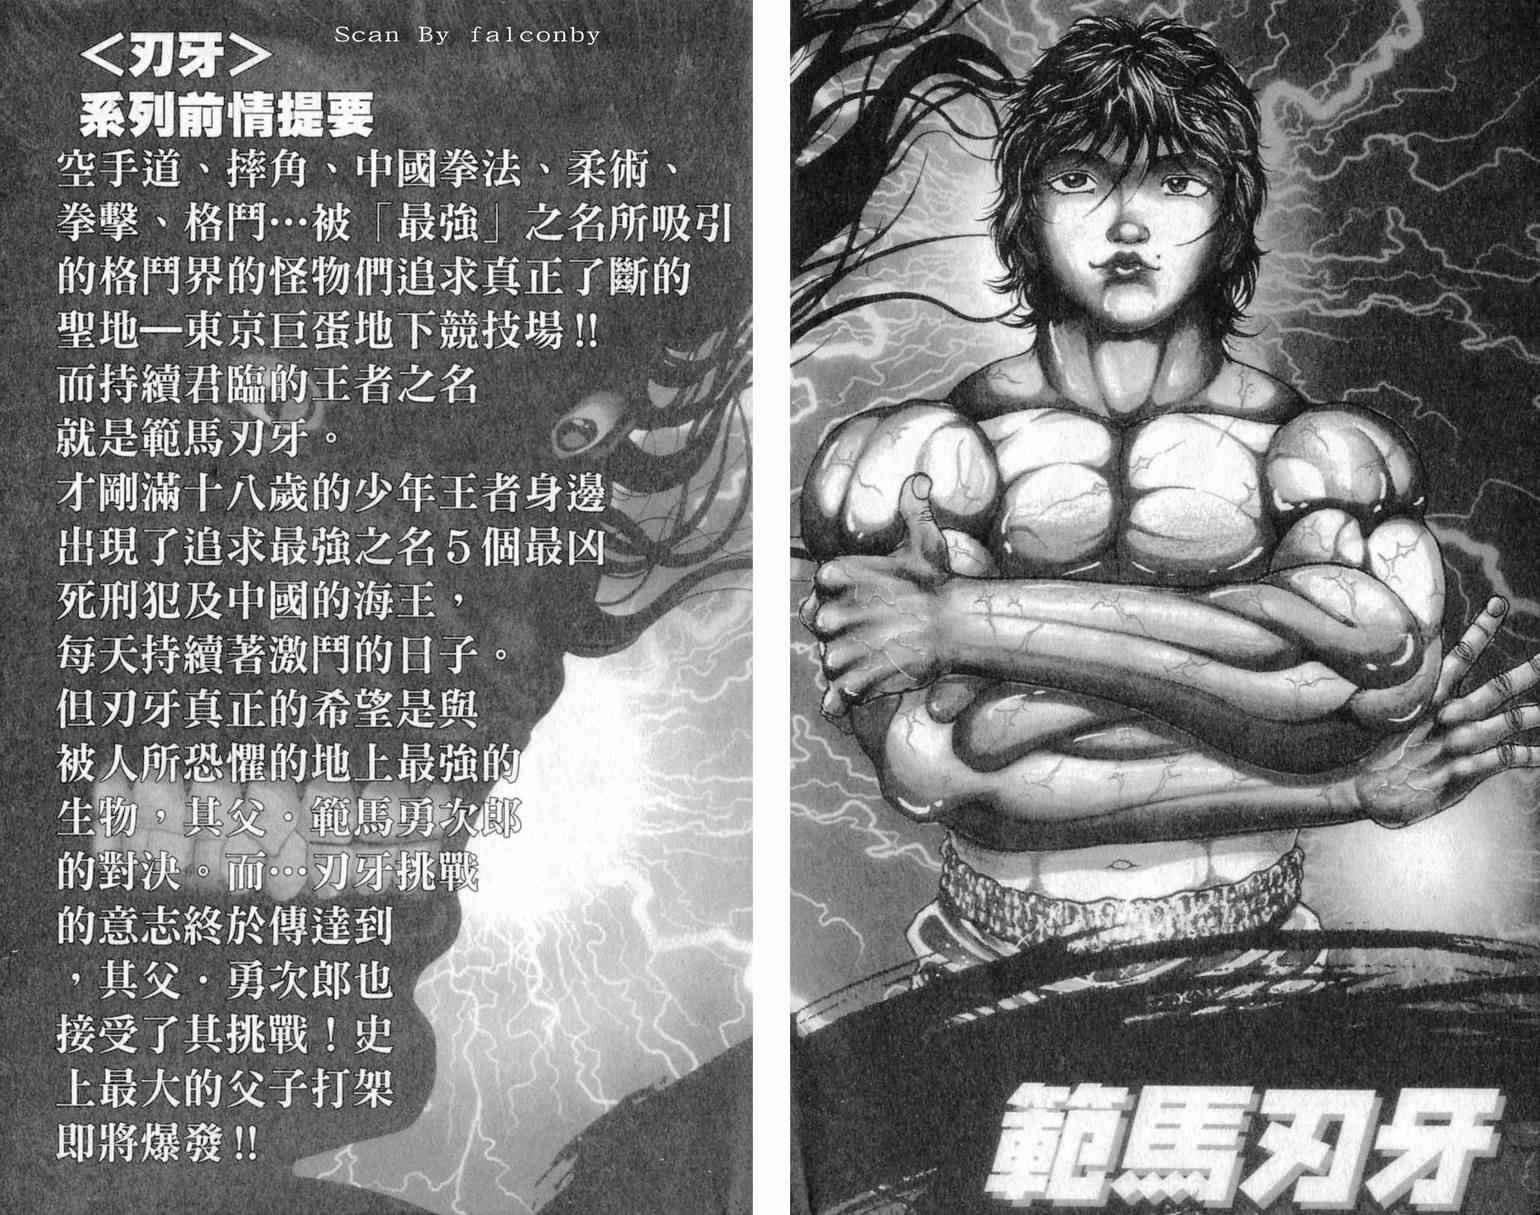 Scan By falconby
＜刃牙＞
系列前情提要
空手道、摔角、中國拳法、柔術、
拳擊、格鬥…被「最強」之名所吸引
的格鬥界的怪物們追求真正了斷的
聖地—東京巨蛋地下競技場!!
而持續君臨的王者之名
就是範馬刃牙。
才剛滿十八歲的少年王者身邊
出現了追求最強之名5個最凶
死刑犯及中國的海王，
每天持續著激鬥的日子。
但刃牙真正的希望是與
被人所恐懼的地上最強的
生物，其父・範馬勇次郎
的對決。而…刃牙挑戰
的意志終於傳達到
，其父・勇次郎也
接受了其挑戰！史
上最大的父子打架
即將爆發!!
範馬刃牙